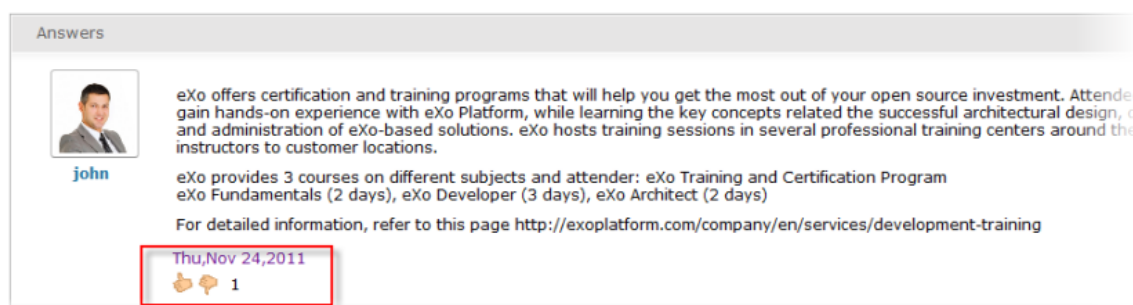 Answers
eXo offers certification and training programs that will help you get the most out of your open source investment.
gain hands-on experience with eXo Platform, while learning the key concepts related the successful architectural design,
and administration of eXo-based solutions. eXo hosts training sessions in several professional training centers around the
instructors to customer locations.
john
eXo provides 3 courses on different subjects and attender: eXo Training and Certification Program
eXo Fundamentals (2 days), eXo Developer (3 days), eXo Architect (2 days)
For detailed information, refer to this page http://exoplatform.com/company/en/services/development-training
Thu,Nov 24,2011
1